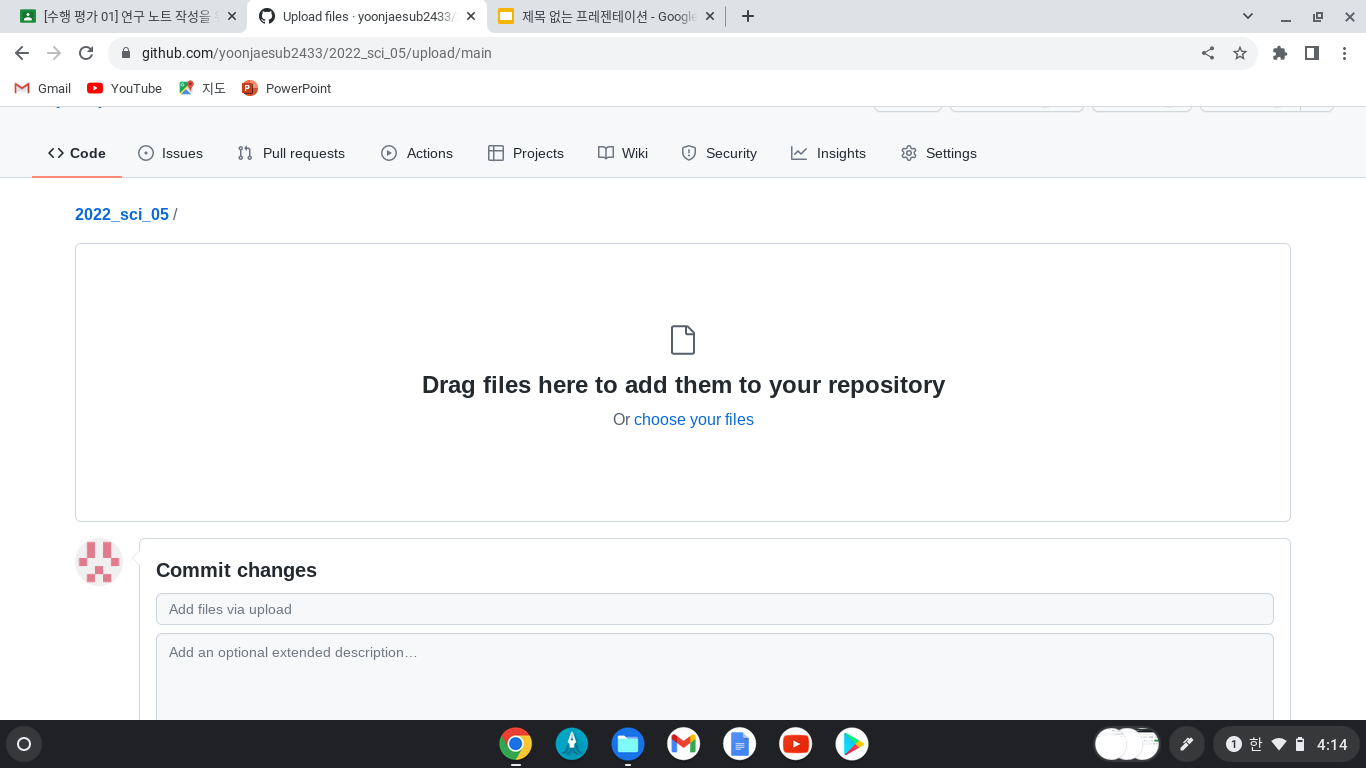 [수행 평가 01] 연구 노트 작성을
Upload files · yoonjaesub2433/
제목 없는 프레젠테이션 - Google
github.com/yoonjaesub2433/2022_sci_05/upload/main
Gmail
YouTube
지도
PowerPoint
Code
Issues
Pull requests
Actions
Projects
Wiki
Security
Insights
Settings
2022_sci_05 /
Drag files here to add them to your repository
Or choose your files
Commit changes
Add files via upload
Add an optional extended description…
1 한 4:14